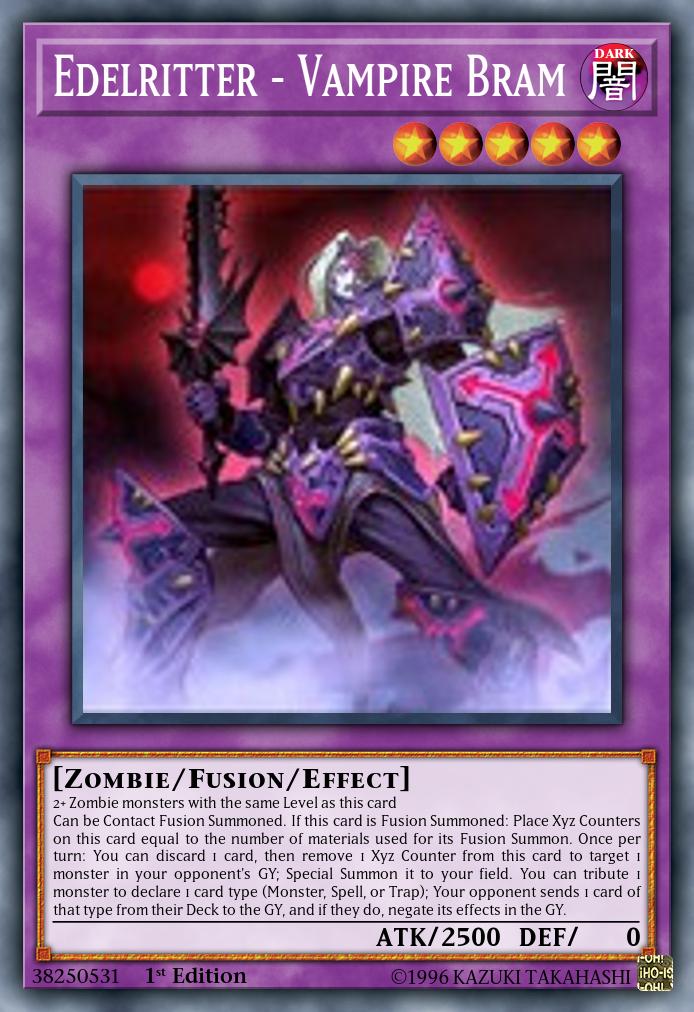 EDELRITTER - VAMPIRE BRAM
DARK
闇
[ZOMBIE/FUSION/EFFECT]
2+ Zombie monsters with the same Level as this card
Can be Contact Fusion Summoned. If this card is Fusion Summoned: Place Xyz Counters
on this card equal to the number of materials used for its Fusion Summon. Once per
turn: You can discard 1 card, then remove 1 Xyz Counter from this card to target 1
monster in your opponent's GY; Special Summon it to your field. You can tribute 1
monster to declare 1 card type (Monster, Spell, or Trap); Your opponent sends 1 card of
that type from their Deck to the GY, and if they do, negate its effects in the GY.
ATK/2500 DEF/ 0
38250531 1st Edition ©1996 KAZUKI TAKAHASHI